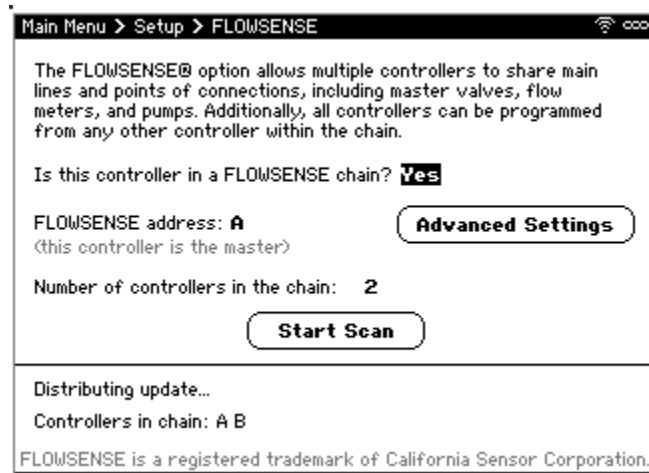 Main Menu > Setup > FLOWSENSE
The FLOWSENSE® option allows multiple controllers to share main
lines and points of connections, including master valves, flow
meters, and pumps. Additionally, all controllers can be programmed
from any other controller within the chain.
Is this controller in a FLOWSENSE chain? Yes
FLOWSENSE address: A
(this controller is the master)
Advanced Settings
Number of controllers in the chain: 2
Start Scan
Distributing update...
Controllers in chain: A B
FLOWSENSE is a registered trademark of California Sensor Corporation.